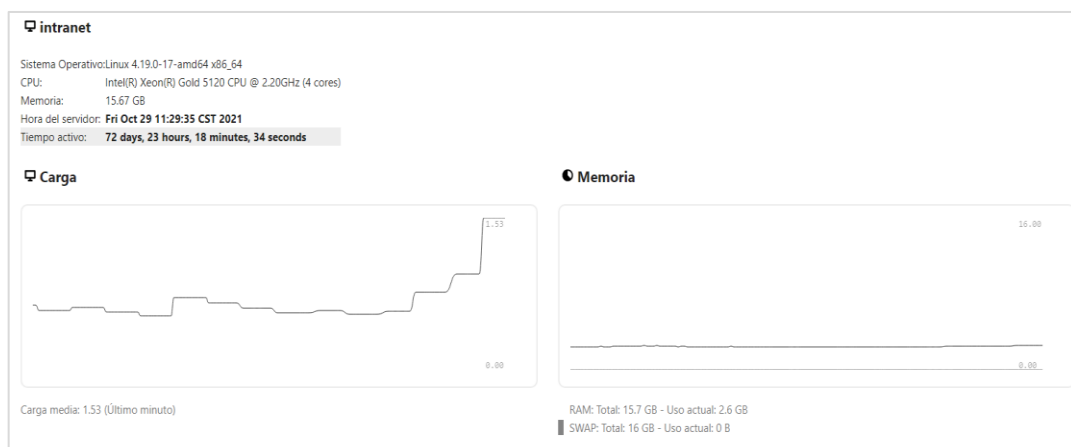 intranet
Sistema Operativo:Linux 4.19.0-17-amd64 x86_64
CPU: Intel(R) Xeon(R) Gold 5120 CPU @ 2.20GHz (4 cores)
Memoria: 15.67 GB
Hora del servidor: Fri Oct 29 11:29:35 CST 2021
Tiempo activo: 72 days, 23 hours, 18 minutes, 34 seconds
Carga
1.53
0.00
Carga media: 1.53 (Último minuto)
Memoria
16.00
0.00
RAM: Total: 15.7 GB - Uso actual: 2.6 GB
SWAP: Total: 16 GB - Uso actual: 0 B